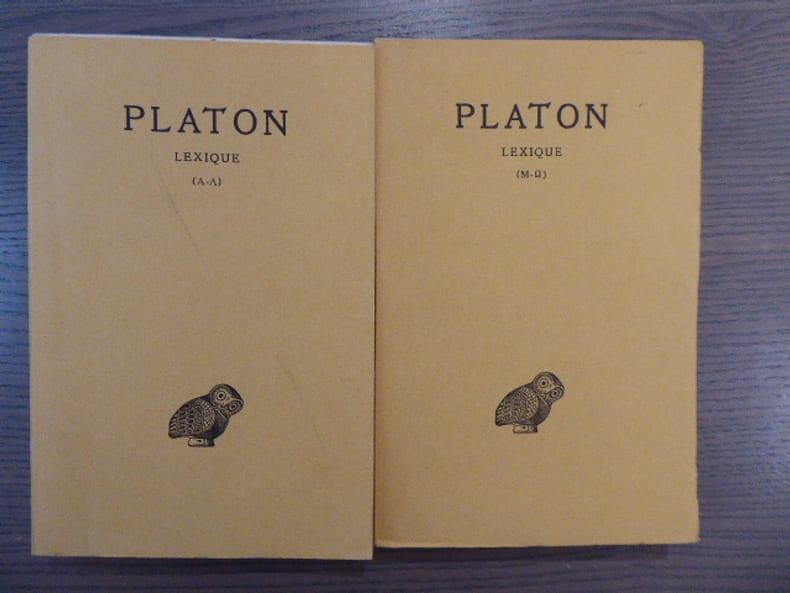 PLATON
LEXIQUE
(Α-Λ)
PLATON
LEXIQUE
(Μ-Ω)